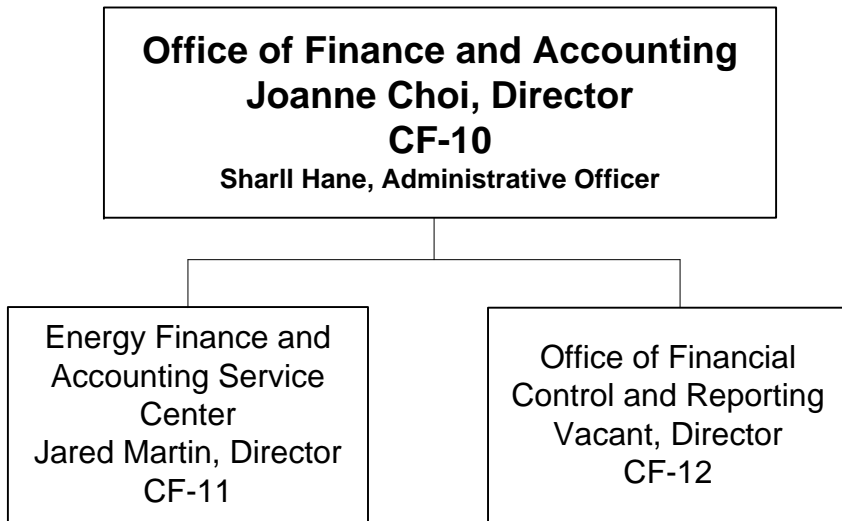 Office of Finance and Accounting
Joanne Choi, Director
CF-10
Sharll Hane, Administrative Officer
Energy Finance and
Accounting Service
Center
Jared Martin, Director
CF-11
Office of Financial
Control and Reporting
Vacant, Director
CF-12